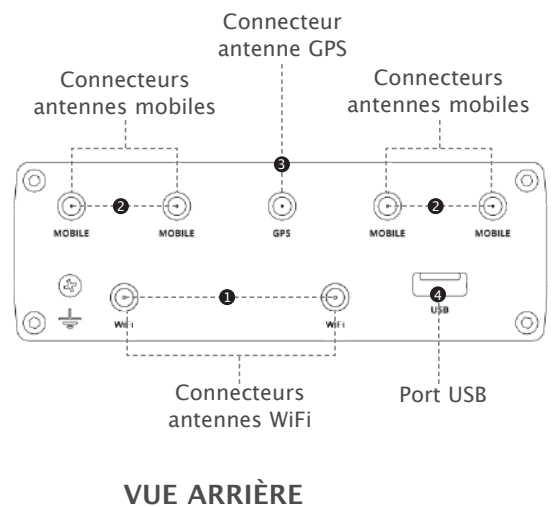 Connecteur
antenne GPS
Connecteurs
antennes mobiles
Connecteurs
antennes mobiles
3
2
2
MOBILE
MOBILE
GPS
MOBILE
MOBILE
1
4
WiFi
WiFi
USB
Connecteurs
antennes WiFi
Port USB
VUE ARRIÈRE